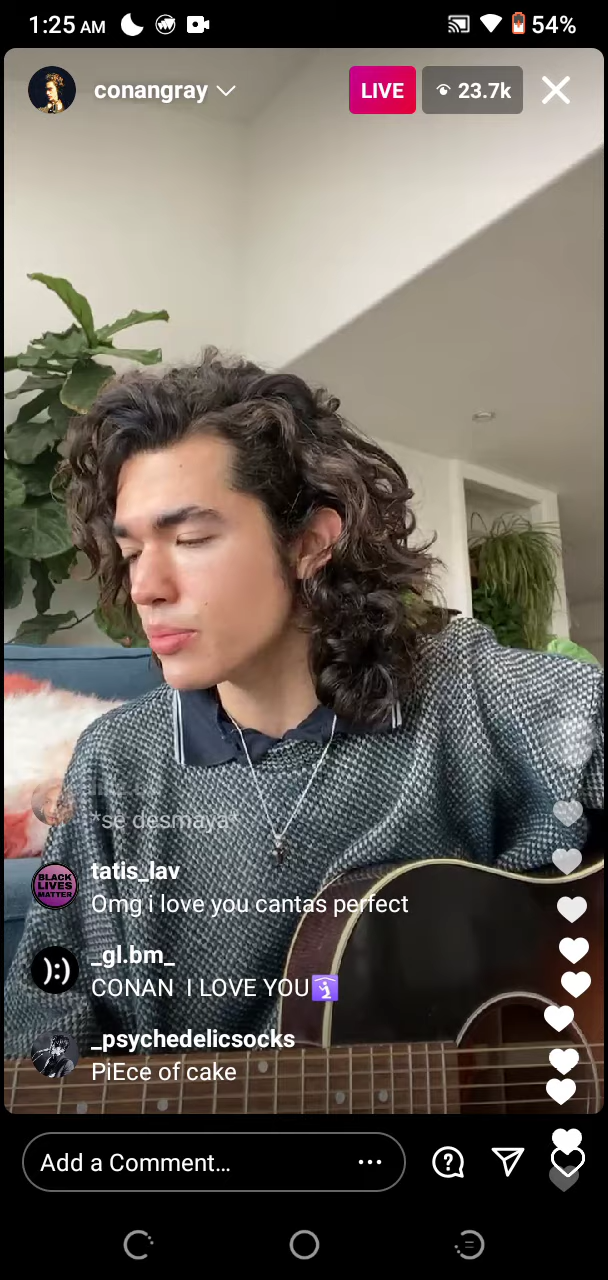 1:25 AM
54%
conangray
LIVE
23.7k
*se desmaya*
tatis_lav
BLACK
LIVES
MATTER
Omg i love you cantas perfect
_gl.bm_
CONAN I LOVE YOU
):)
_psychedelicsocks
PiEce of cake
Add a Comment...